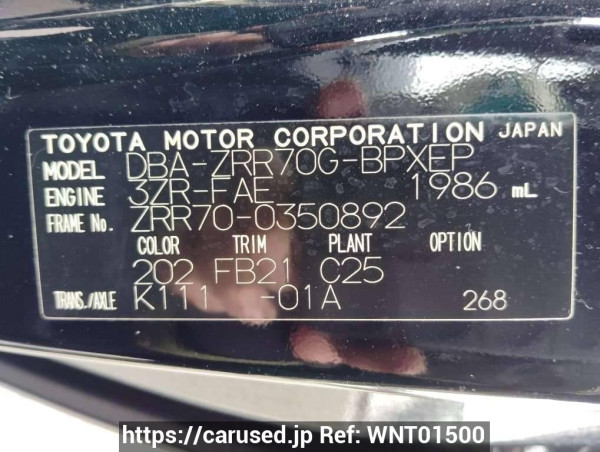 TOYOTA MOTOR CORPORATION JAPAN
MODEL DBA-ZRR70G-BPXEP
ENGINE 3ZR-FAE 1986 mL
FRAME No. ZRR70-0350892
COLOR TRIM PLANT OPTION
202 FB21 C25
TRANS./AXLE K111 -01A 268
https://carused.jp Ref: WNT01500